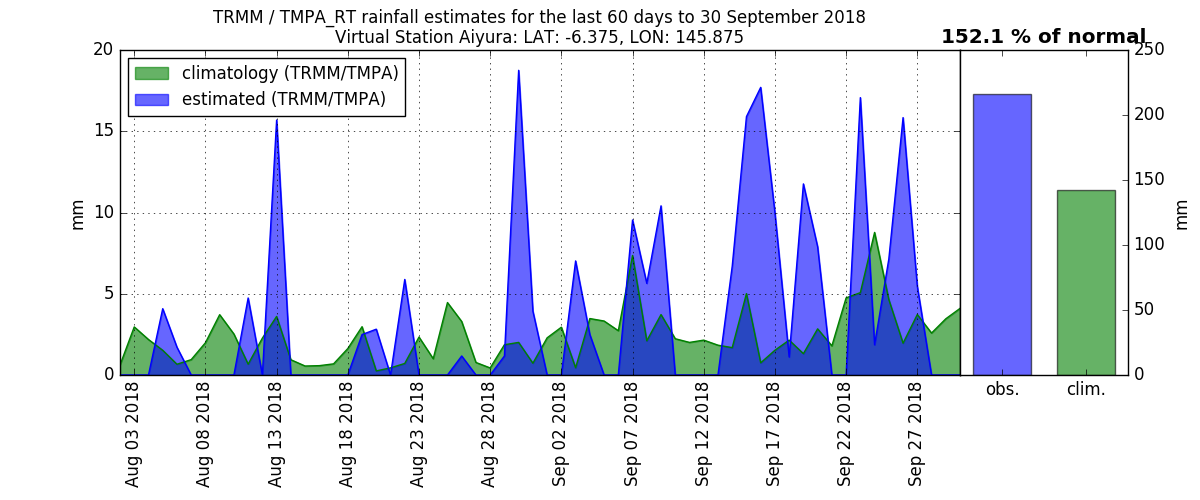 TRMM / TMPA_RT rainfall estimates for the last 60 days to 30 September 2018
Virtual Station Aiyura: LAT: -6.375, LON: 145.875
152.1 % of normal
climatology (TRMM/TMPA)
estimated (TRMM/TMPA)
20
15
10
5
0
mm
Aug 03 2018
Aug 08 2018
Aug 13 2018
Aug 18 2018
Aug 23 2018
Aug 28 2018
Sep 02 2018
Sep 07 2018
Sep 12 2018
Sep 17 2018
Sep 22 2018
Sep 27 2018
250
200
150
100
50
0
mm
obs.
clim.